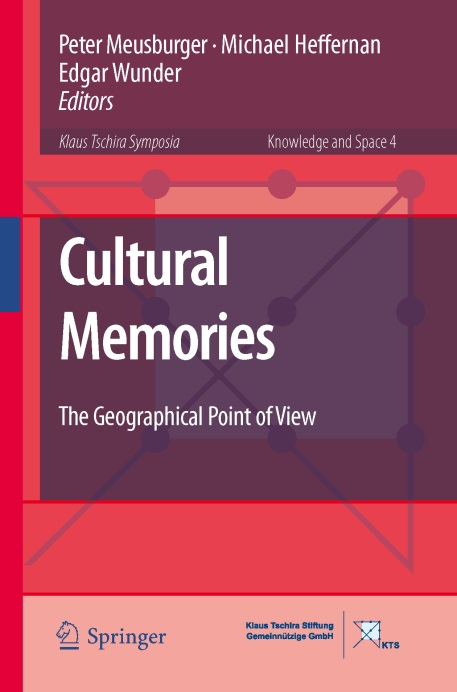 Peter Meusburger · Michael Heffernan
Edgar Wunder
Editors
Klaus Tschira Symposia
Knowledge and Space 4
Cultural
Memories
The Geographical Point of View
Springer
Klaus Tschira Stiftung
Gemeinnützige GmbH
KTS